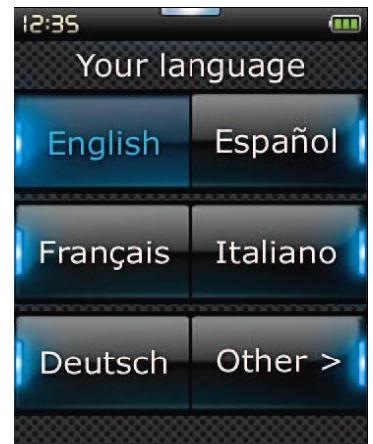 12:35
Your language
English Español
Français Italiano
Deutsch Other >